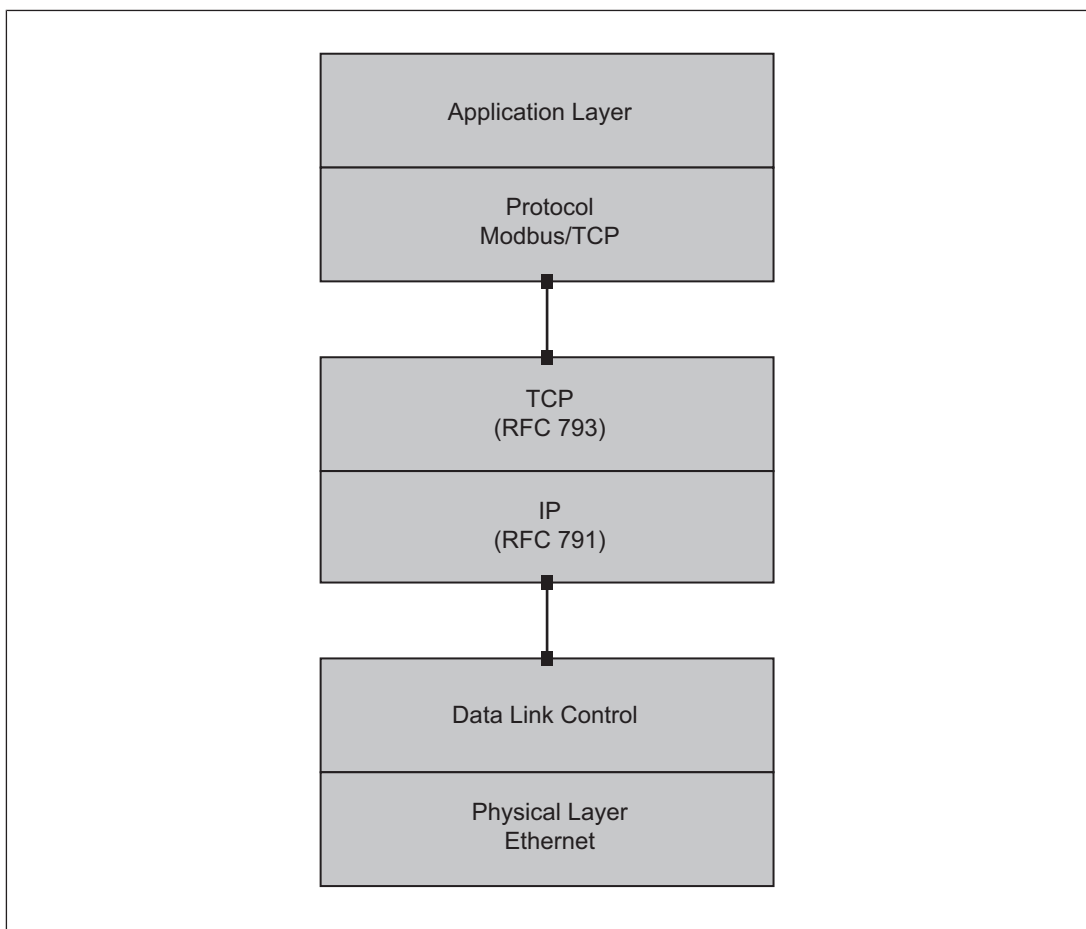 Application Layer
Protocol
Modbus/TCP
TCP
(RFC 793)
IP
(RFC 791)
Data Link Control
Physical Layer
Ethernet